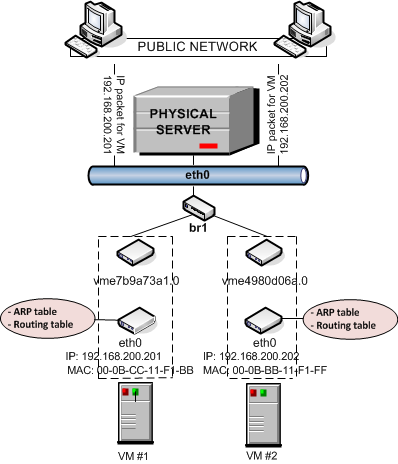 PUBLIC NETWORK
IP packet for VM
192.168.200.201
PHYSICAL
SERVER
IP packet for VM
192.168.200.202
eth0
br1
vme7b9a73a1.0
vme4980d06a.0
- ARP table
- Routing table
- ARP table
- Routing table
eth0
IP: 192.168.200.201
MAC: 00-0B-CC-11-F1-BB
eth0
IP: 192.168.200.202
MAC: 00-0B-BB-11-F1-FF
VM #1
VM #2